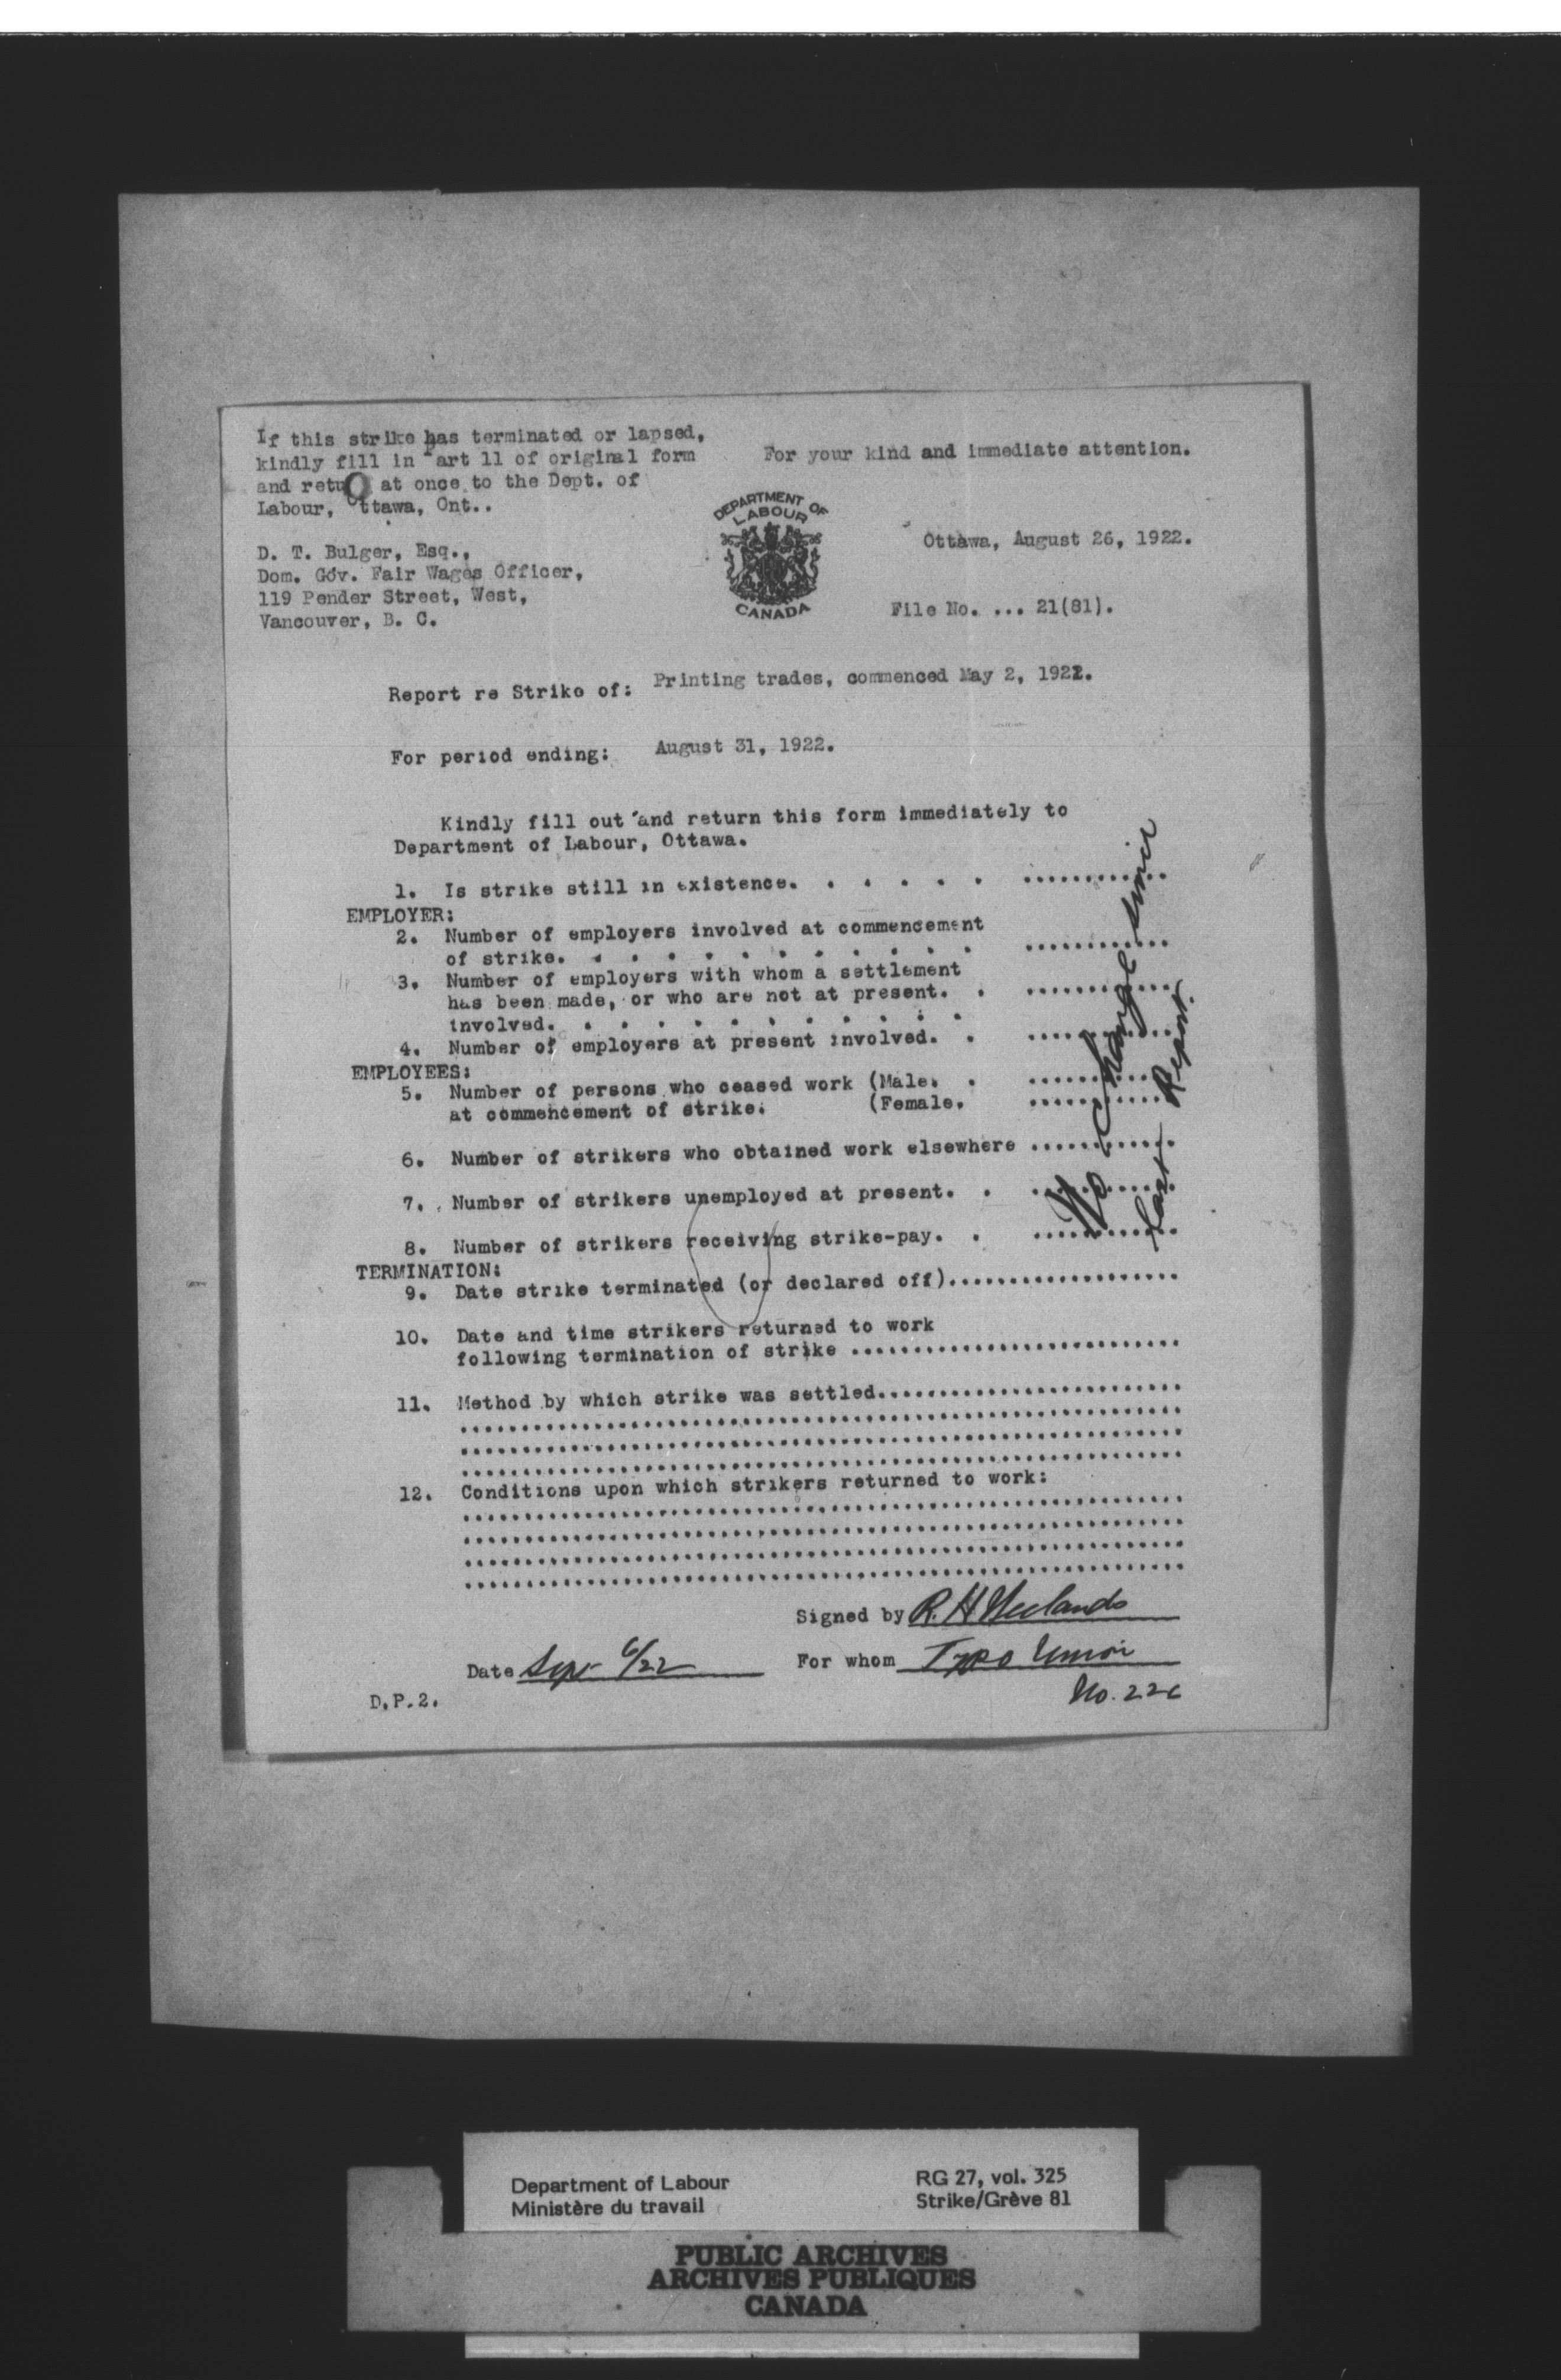 If this strike has terminated or lapsed,
kindly fill in Part 11 of original form
and retu at once to the Dept. of
Labour, Ottawa, Ont..
For your kind and immediate attention.
DEPARTMENT OF
LABOUR
CANADA
Ottawa, August 26, 1922.
D. T. Bulger, Esq.,
Dom. Gov. Fair Wages Officer,
119 Pender Street, West,
Vancouver, B. C.
File No. ... 21(81).
Report re Strike of: Printing trades, commenced May 2, 1921.
For period ending: August 31, 1922.
Kindly fill out and return this form immediately to
Department of Labour, Ottawa.
1. Is strike still in existence. . . . . . ............
EMPLOYER:
2. Number of employers involved at commencement
of strike. . . . . . . . . . . . ............
3. Number of employers with whom a settlement
has been made, or who are not at present. . ............
involved. . . . . . . . . . . .
4. Number of employers at present involved. . ............
EMPLOYEES:
5. Number of persons who ceased work (Male. . ............
at commencement of strike. (Female. ............
6. Number of strikers who obtained work elsewhere ............
7. Number of strikers unemployed at present. . ............
8. Number of strikers receiving strike-pay. . ............
No Change since
last Report.
TERMINATION:
9. Date strike terminated (or declared off)...................
10. Date and time strikers returned to work
following termination of strike ...........................
11. Method by which strike was settled.........................
...........................................................
...........................................................
...........................................................
12. Conditions upon which strikers returned to work:
...........................................................
...........................................................
...........................................................
...........................................................
Signed by R. H. Neelands
Date Sep 6/22 For whom Typo Union
No. 226
D.P.2.
Department of Labour
Ministère du travail
RG 27, vol. 325
Strike/Grève 81
PUBLIC ARCHIVES
ARCHIVES PUBLIQUES
CANADA